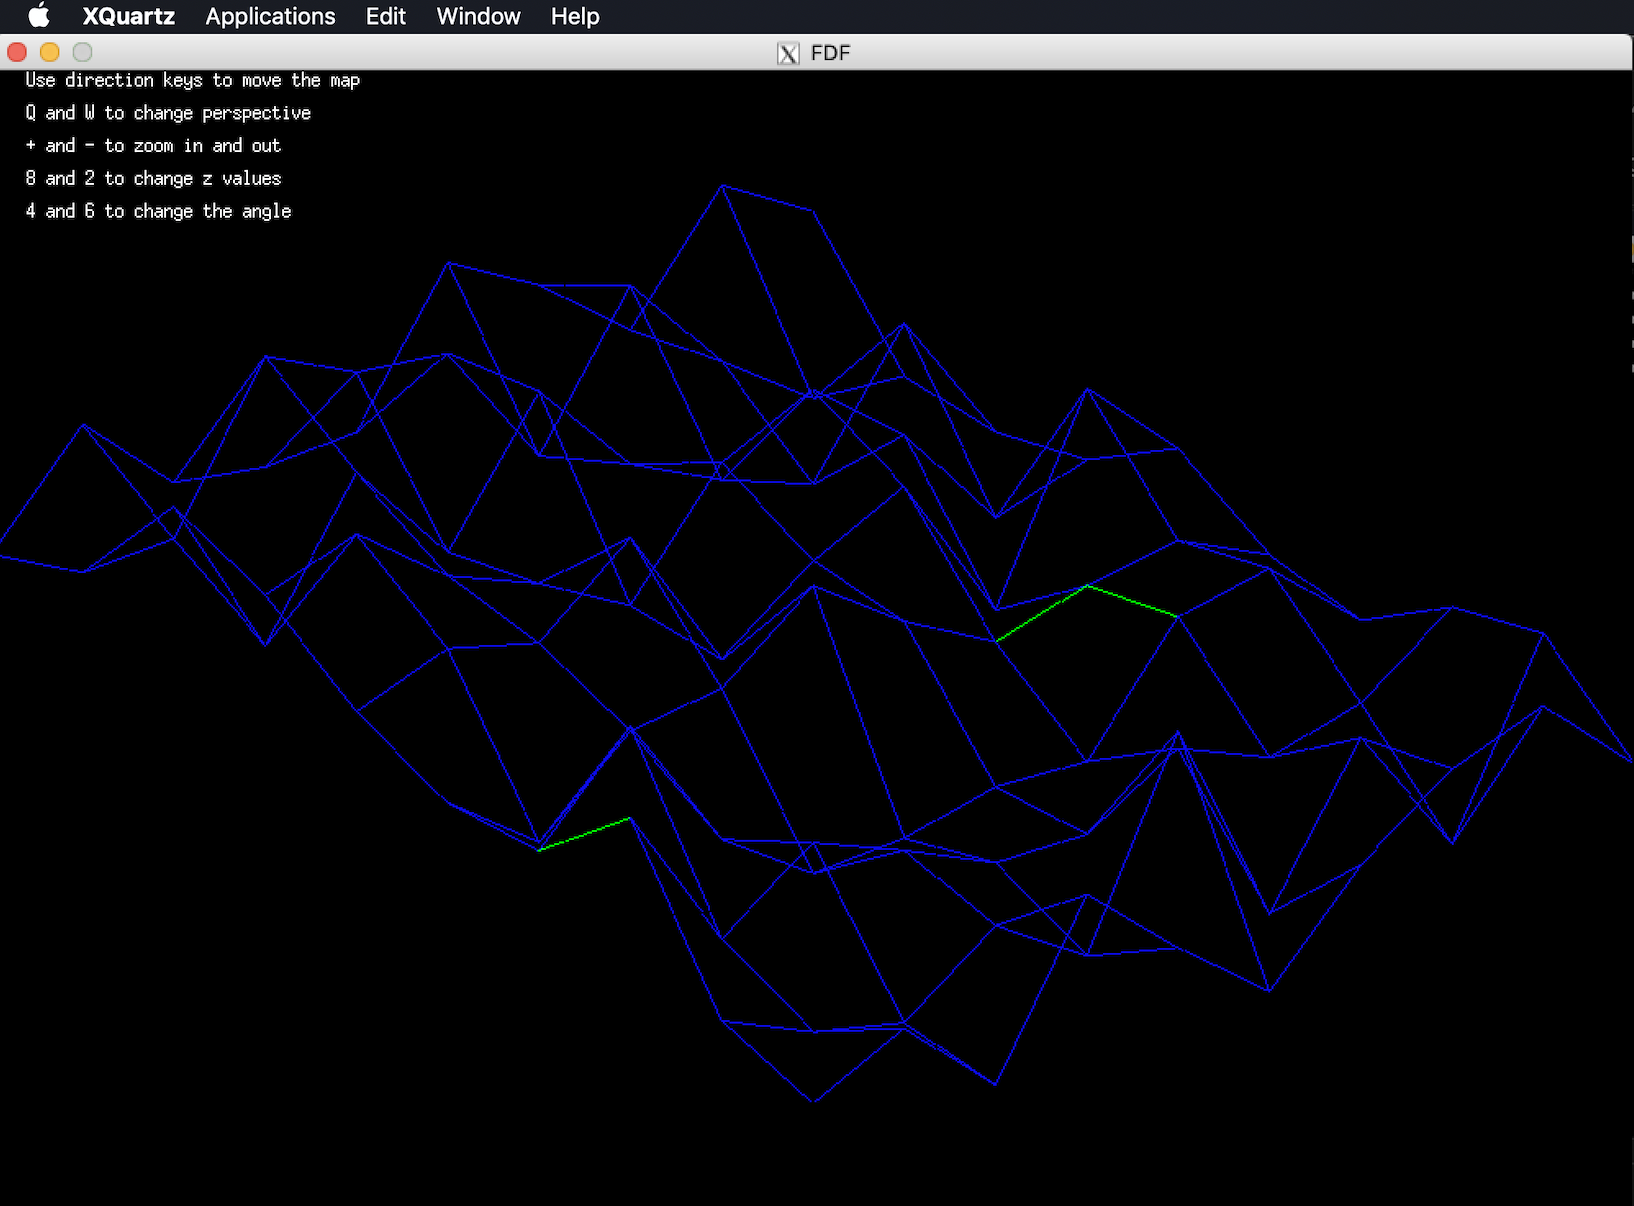 XQuartz Applications Edit Window Help
FDF
Use direction keys to move the map
Q and W to change perspective
+ and - to zoom in and out
8 and 2 to change z values
4 and 6 to change the angle